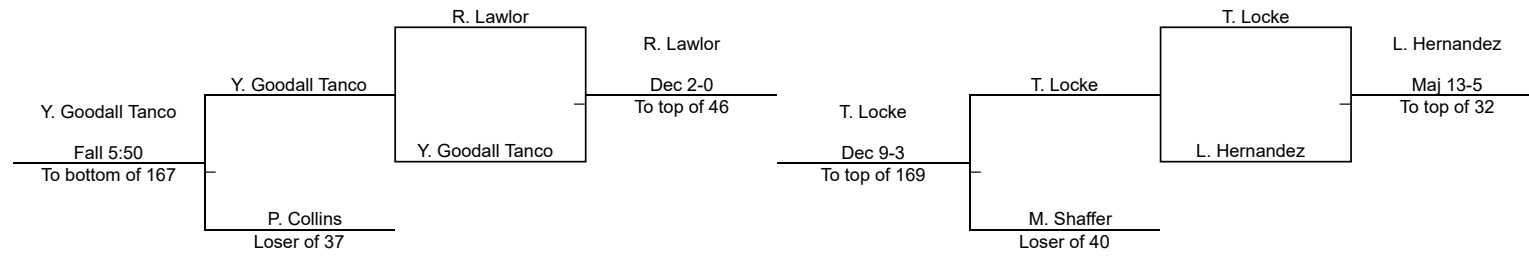 R. Lawlor
R. Lawlor
Y. Goodall Tanco
Dec 2-0
To top of 46
Y. Goodall Tanco
Y. Goodall Tanco
Fall 5:50
To bottom of 167
P. Collins
Loser of 37
T. Locke
L. Hernandez
T. Locke
Maj 13-5
To top of 32
T. Locke
L. Hernandez
Dec 9-3
To top of 169
M. Shaffer
Loser of 40